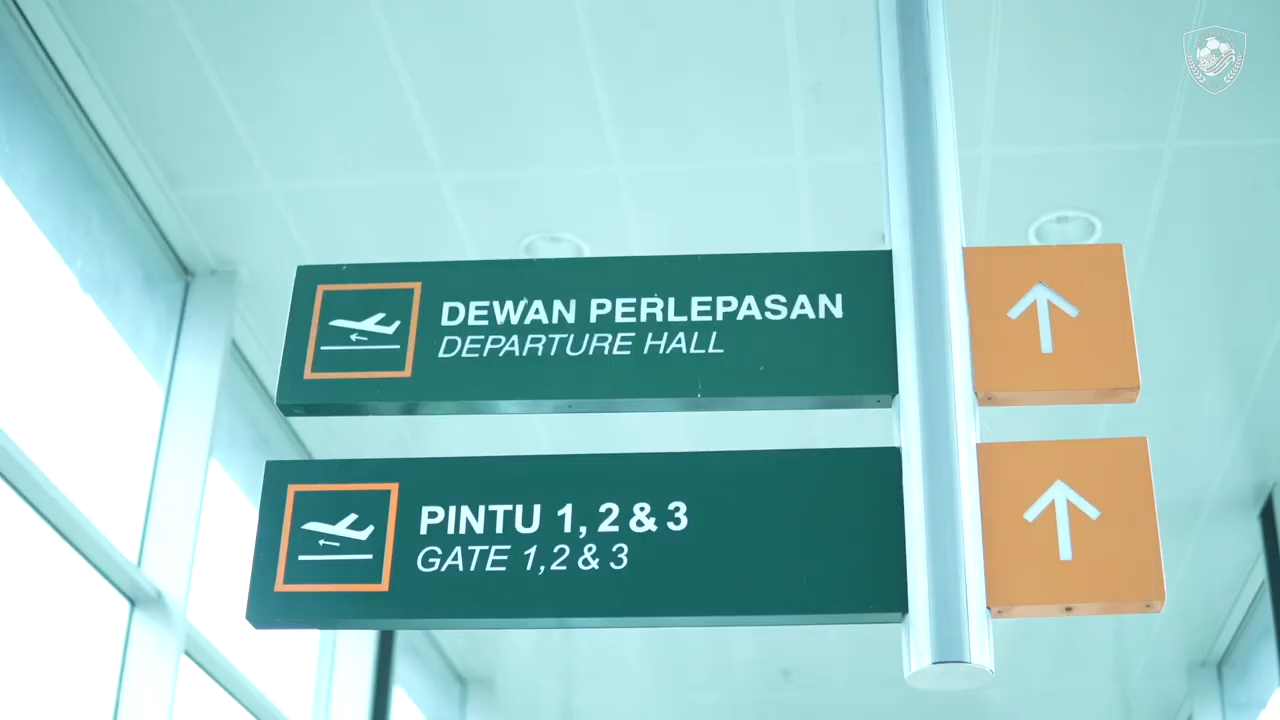 DEWAN PERLEPASAN
DEPARTURE HALL
PINTU 1, 2 & 3
GATE 1,2 & 3